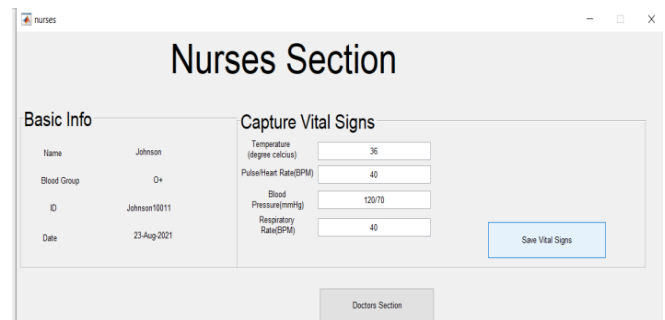 nurses
Nurses Section
Basic Info
Name Johnson
Blood Group O+
ID Johnson10011
Date 23-Aug-2021
Capture Vital Signs
Temperature
(degree celcius) 36
Pulse/Heart Rate(BPM) 40
Blood
Pressure(mmHg) 120/70
Respiratory
Rate(BPM) 40
Save Vital Signs
Doctors Section